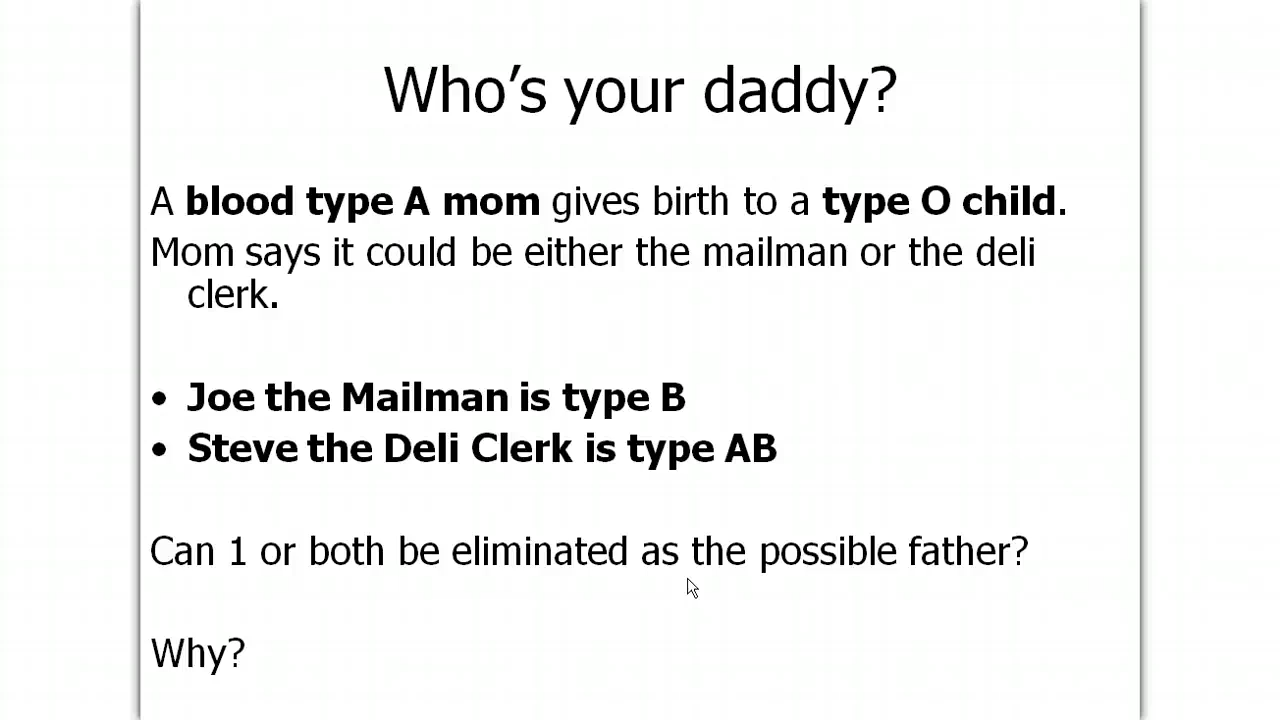 Who’s your daddy?
A blood type A mom gives birth to a type O child.
Mom says it could be either the mailman or the deli
clerk.
• Joe the Mailman is type B
• Steve the Deli Clerk is type AB
Can 1 or both be eliminated as the possible father?
Why?